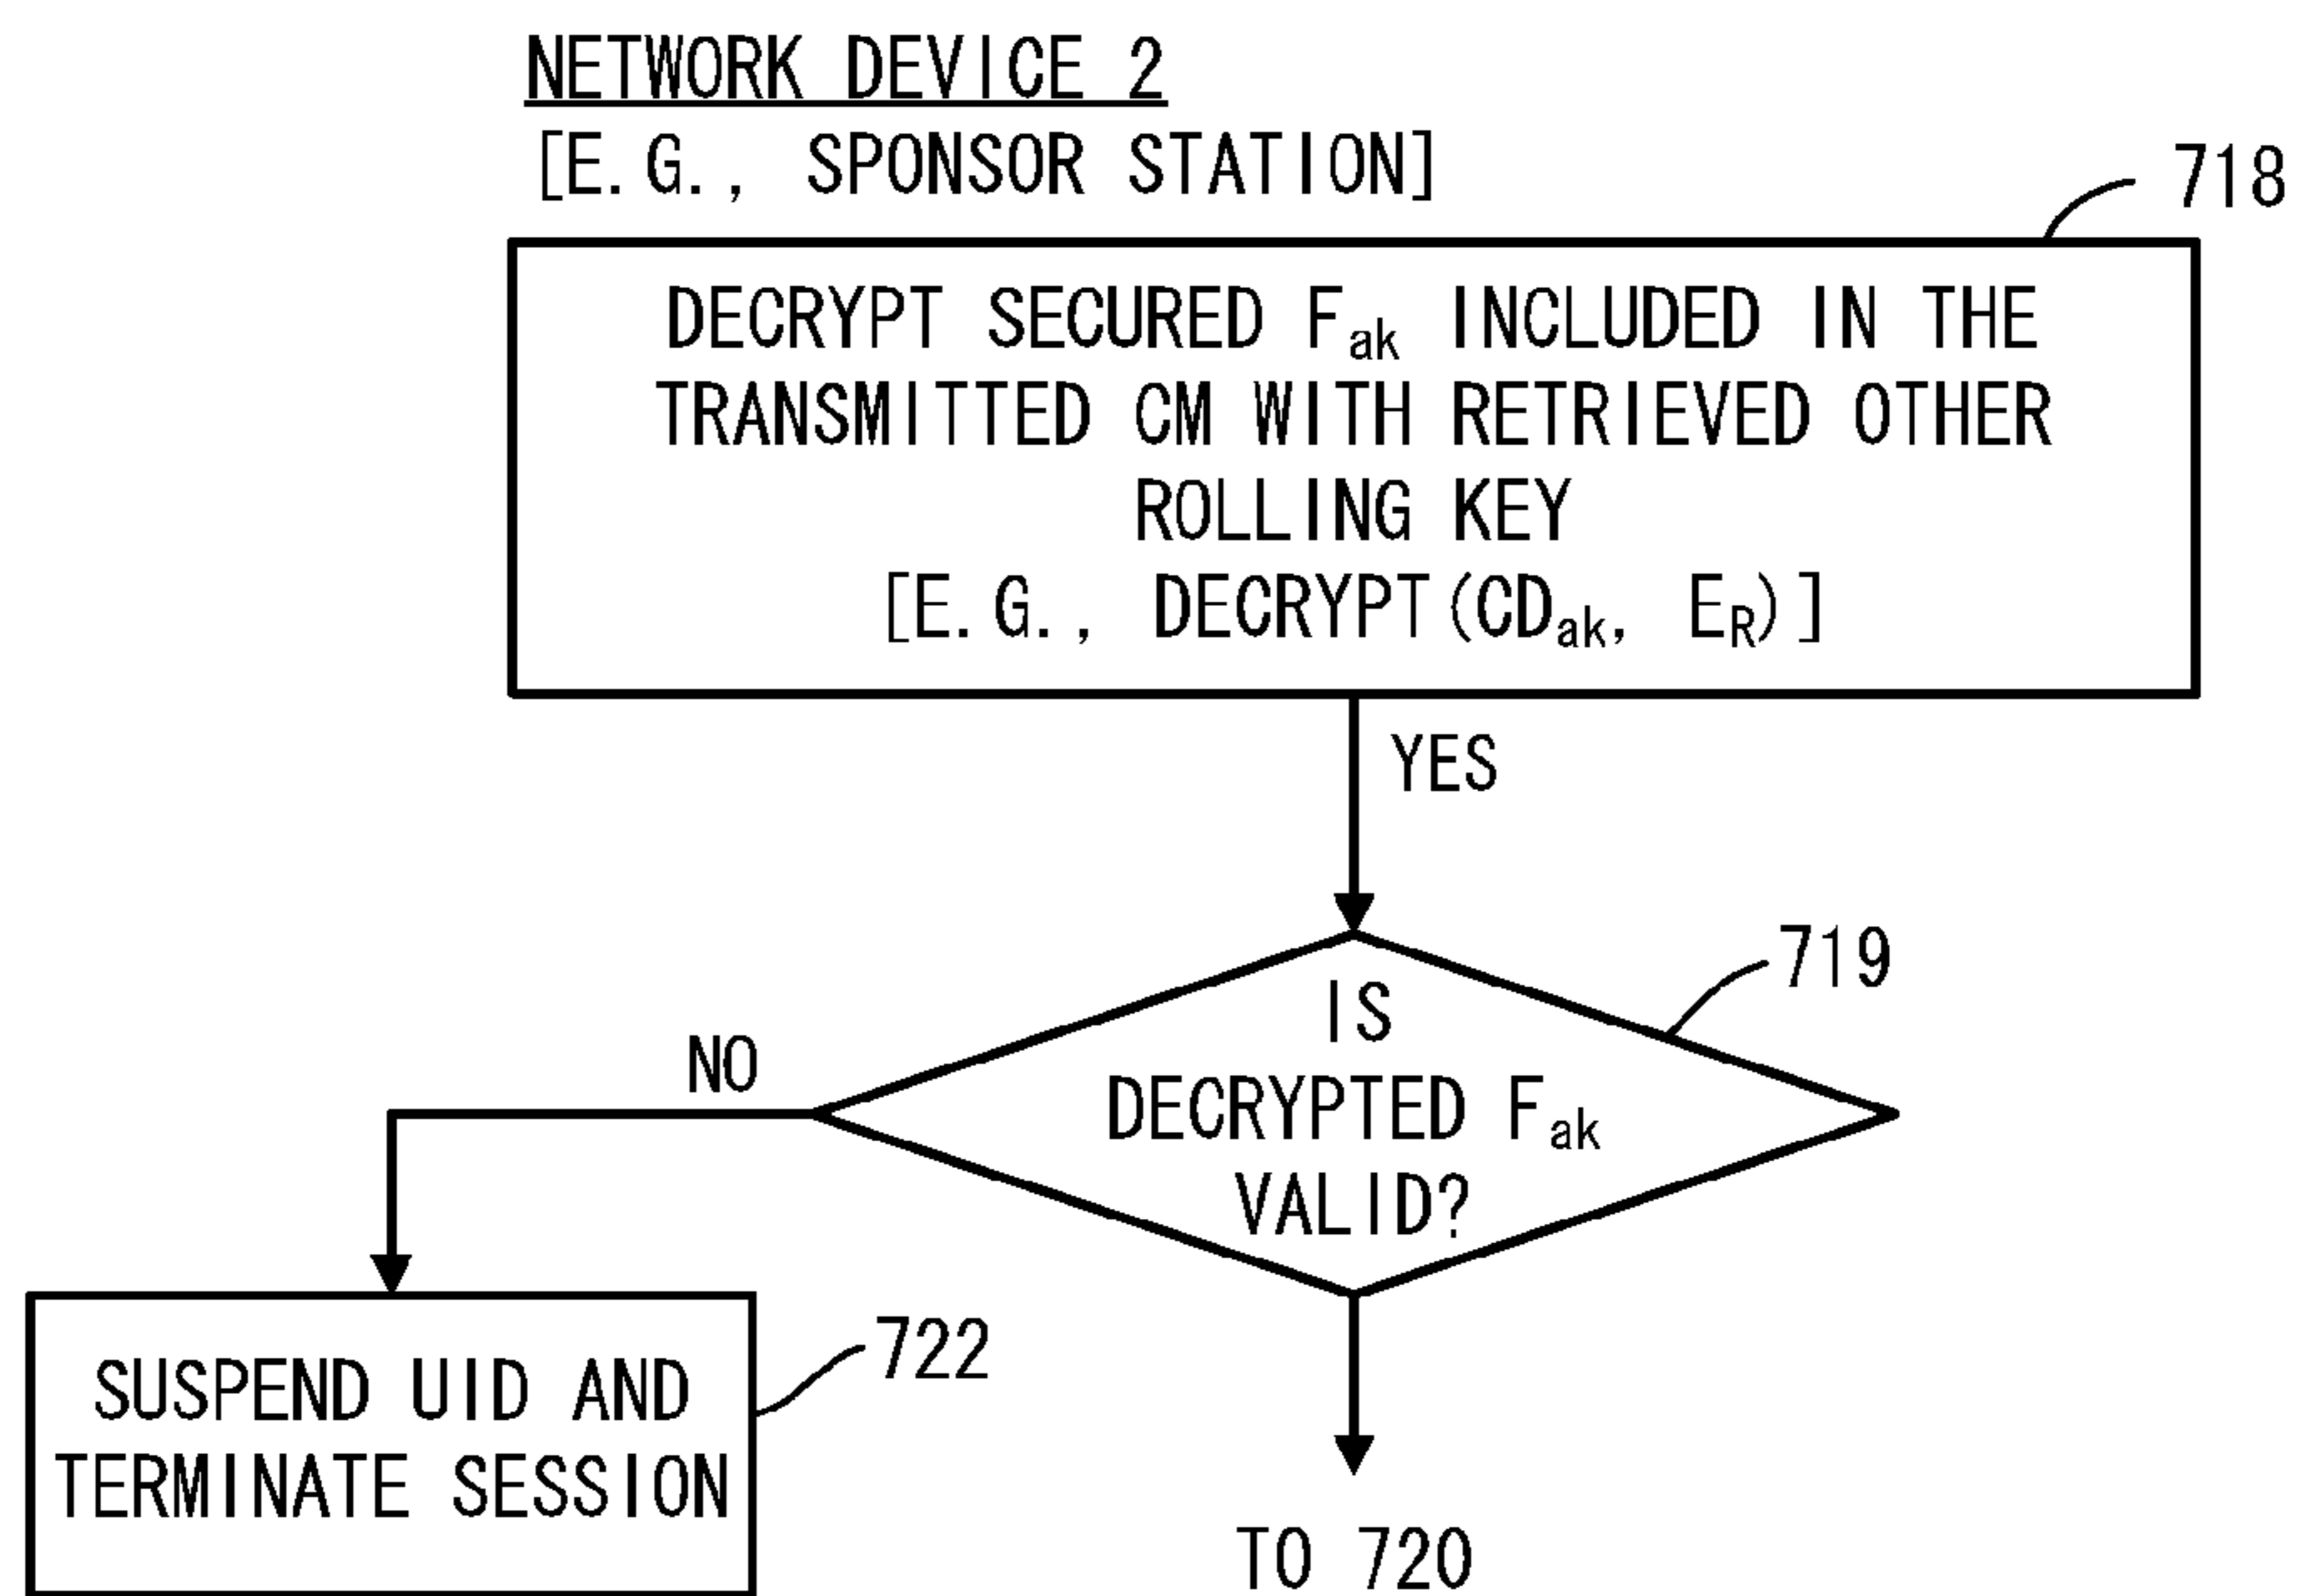 NETWORK DEVICE 2
[E.G., SPONSOR STATION]
718
DECRYPT SECURED Fak INCLUDED IN THE
TRANSMITTED CM WITH RETRIEVED OTHER
ROLLING KEY
[E.G., DECRYPT(CDak, ER)]
YES
719
IS
DECRYPTED Fak
VALID?
NO
722
SUSPEND UID AND
TERMINATE SESSION
TO 720